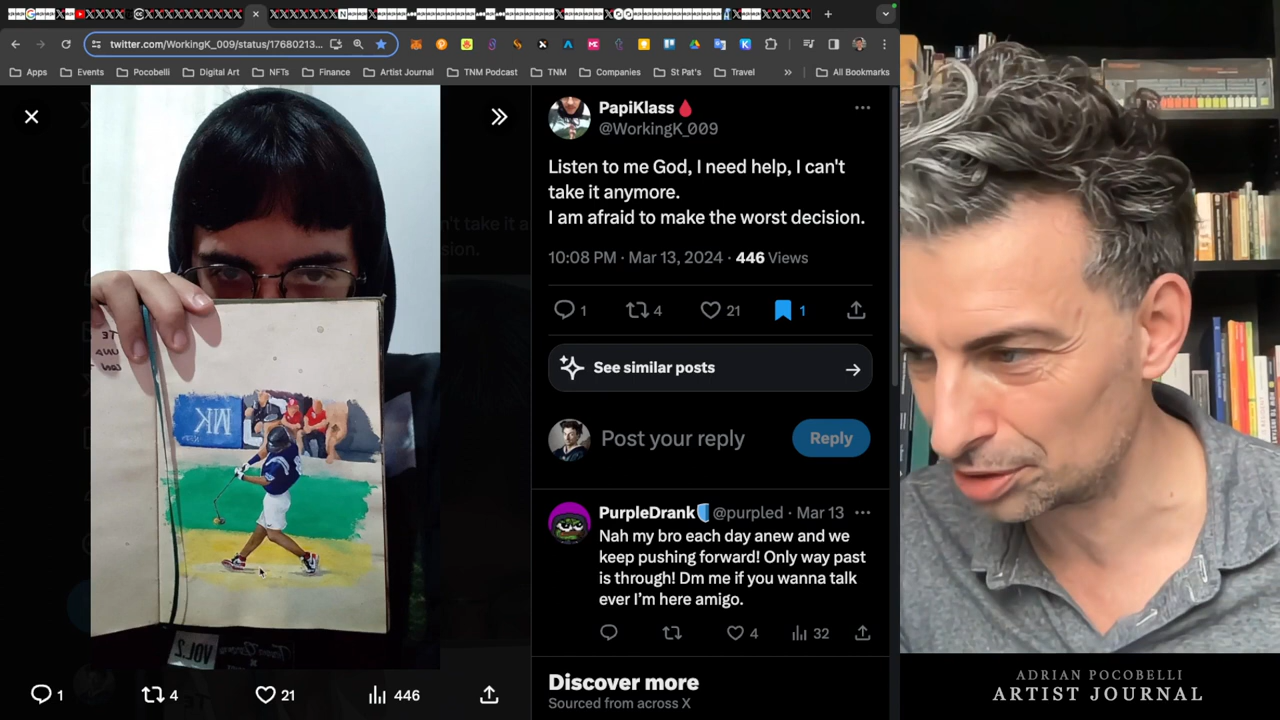 twitter.com/WorkingK_009/status/17680213...
Apps
Events
Pocobelli
Digital Art
NFTs
Finance
Artist Journal
TNM Podcast
TNM
Companies
St Pat's
Travel
»
All Bookmarks
PapiKlass
@WorkingK_009
Listen to me God, I need help, I can't
take it anymore.
I am afraid to make the worst decision.
10:08 PM · Mar 13, 2024 · 446 Views
1
4
21
1
See similar posts
Post your reply
Reply
PurpleDrank @purpled · Mar 13
Nah my bro each day anew and we
keep pushing forward! Only way past
is through! Dm me if you wanna talk
ever I'm here amigo.
4
32
Discover more
Sourced from across X
MK
VOL.2
1
4
21
446
ADRIAN POCOBELLI
ARTIST JOURNAL